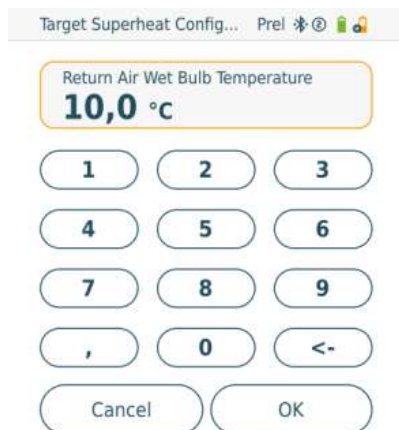 Target Superheat Config... Prel ②
Return Air Wet Bulb Temperature
10,0 °C
1 2 3
4 5 6
7 8 9
, 0 <-
Cancel OK